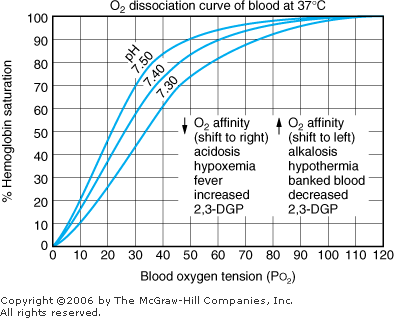 O2 dissociation curve of blood at 37°C
% Hemoglobin saturation
100
90
80
70
60
50
40
30
20
10
0
pH
7.50
7.40
7.30
O2 affinity
(shift to right)
acidosis
hypoxemia
fever
increased
2,3-DGP
O2 affinity
(shift to left)
alkalosis
hypothermia
banked blood
decreased
2,3-DGP
0 10 20 30 40 50 60 70 80 90 100 110 120
Blood oxygen tension (PO2)
Copyright ©2006 by The McGraw-Hill Companies, Inc.
All rights reserved.